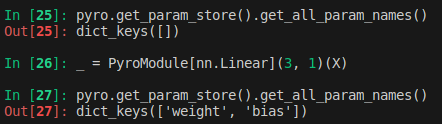 In [25]: pyro.get_param_store().get_all_param_names()
Out[25]: dict_keys([])
In [26]: _ = PyroModule[nn.Linear](3, 1)(X)
In [27]: pyro.get_param_store().get_all_param_names()
Out[27]: dict_keys(['weight', 'bias'])